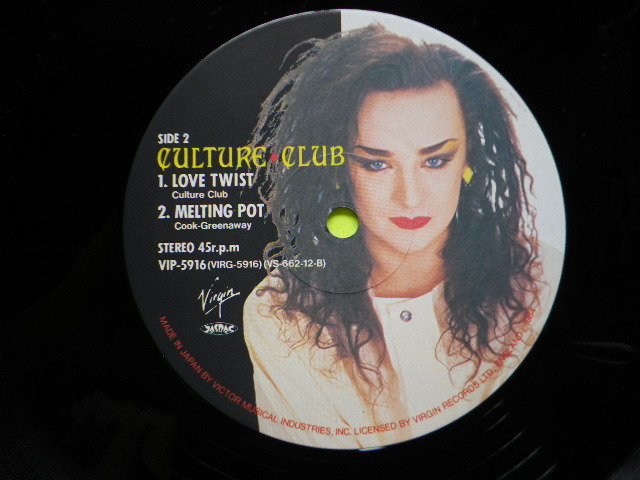 SIDE 2
CULTURE CLUB
1. LOVE TWIST
Culture Club
2. MELTING POT
Cook-Greenaway
STEREO 45r.p.m
VIP-5916 (VIRG-5916) (VS-662-12-B)
Virgin
JASRAC
MADE IN JAPAN BY VICTOR MUSICAL INDUSTRIES, INC. LICENSED BY VIRGIN RECORDS LTD.